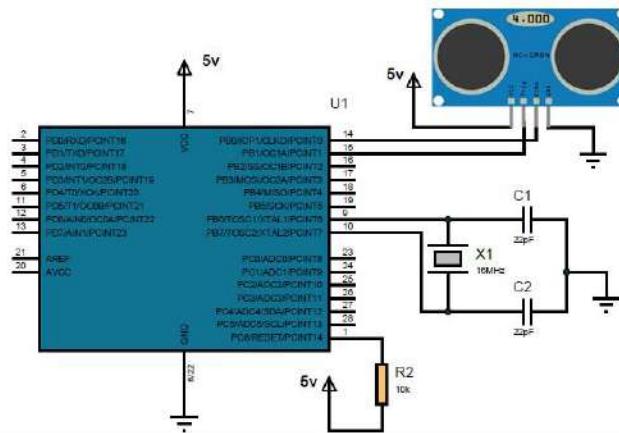 4.000
5v
5v
U1
7
VCC
2 PD0/RXD/PCINT16
3 PD1/TXD/PCINT17
4 PD2/INT0/PCINT18
5 PD3/INT1/OC2B/PCINT19
6 PD4/T0/XCK/PCINT20
11 PD5/T1/OC0B/PCINT21
12 PD6/AIN0/OC0A/PCINT22
13 PD7/AIN1/PCINT23
21 AREF
20 AVCC
PB0/ICP1/CLKO/PCINT0 14
PB1/OC1A/PCINT1 15
PB2/SS/OC1B/PCINT2 16
PB3/MOSI/OC2A/PCINT3 17
PB4/MISO/PCINT4 18
PB5/SCK/PCINT5 19
PB6/TOSC1/XTAL1/PCINT6 9
PB7/TOSC2/XTAL2/PCINT7 10
PC0/ADC0/PCINT8 23
PC1/ADC1/PCINT9 24
PC2/ADC2/PCINT10 25
PC3/ADC3/PCINT11 26
PC4/ADC4/SDA/PCINT12 27
PC5/ADC5/SCL/PCINT13 28
PC6/RESET/PCINT14 1
GND
8/22
C1
22pF
X1
16MHz
C2
22pF
5v
R2
10k